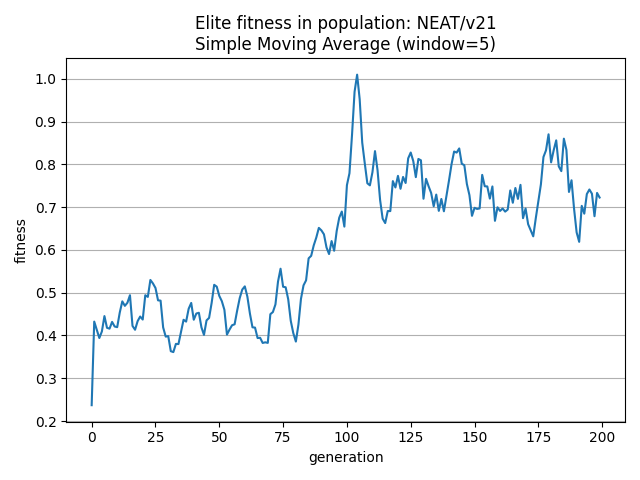 Elite fitness in population: NEAT/v21
Simple Moving Average (window=5)
1.0
0.9
0.8
0.7
0.6
0.5
0.4
0.3
0.2
fitness
0 25 50 75 100 125 150 175 200
generation